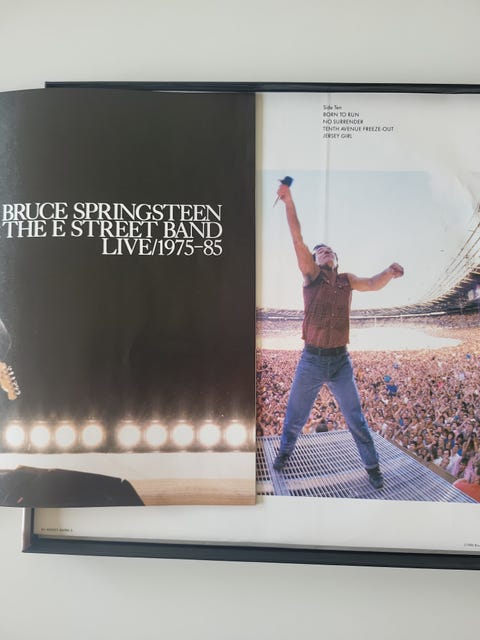 BRUCE SPRINGSTEEN
THE E STREET BAND
LIVE/1975–85
Side Ten
BORN TO RUN
NO SURRENDER
TENTH AVENUE FREEZE-OUT
JERSEY GIRL